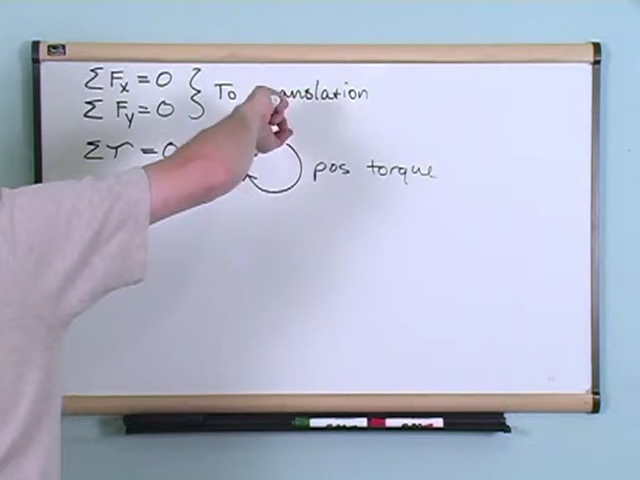 ΣFx = 0
ΣFy = 0 } To
Στ = 0 pos torque